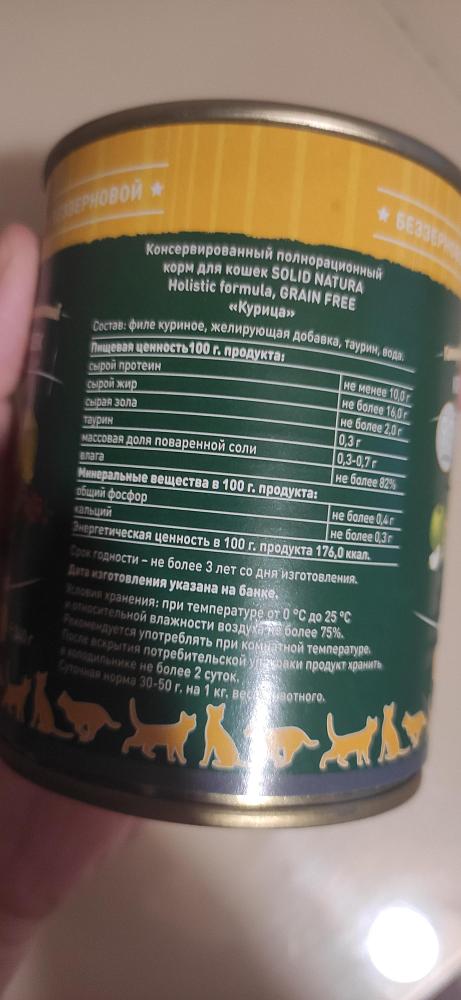 БЕЗЗЕРНОВОЙ ★
★ БЕЗЗЕРНО
Консервированный полнорационный
корм для кошек SOLID NATURA
Holistic formula, GRAIN FREE
«Курица»
Состав: филе куриное, желирующая добавка, таурин, вода.
Пищевая ценность100 г. продукта:
сырой протеин не менее 10,0 г
сырой жир не более 16,0 г
сырая зола не более 2,0 г
таурин 0,3 г
массовая доля поваренной соли 0,3-0,7 г
влага не более 82%
Минеральные вещества в 100 г. продукта:
общий фосфор не более 0,4 г
кальций не более 0,3 г
Энергетическая ценность в 100 г. продукта 176,0 ккал.
Срок годности – не более 3 лет со дня изготовления.
Дата изготовления указана на банке.
Условия хранения: при температуре от 0 °С до 25 °С
и относительной влажности воздуха не более 75%.
Рекомендуется употреблять при комнатной температуре.
После вскрытия потребительской упаковки продукт хранить
в холодильнике не более 2 суток.
Суточная норма 30-50 г. на 1 кг. веса животного.